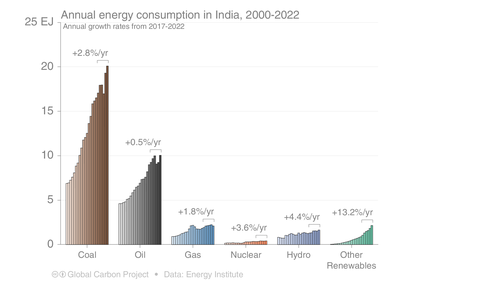 Annual energy consumption in India, 2000-2022
Annual growth rates from 2017-2022
25 EJ
20
15
10
5
0
+2.8%/yr
+0.5%/yr
+1.8%/yr
+3.6%/yr
+4.4%/yr
+13.2%/yr
Coal
Oil
Gas
Nuclear
Hydro
Other
Renewables
Global Carbon Project • Data: Energy Institute